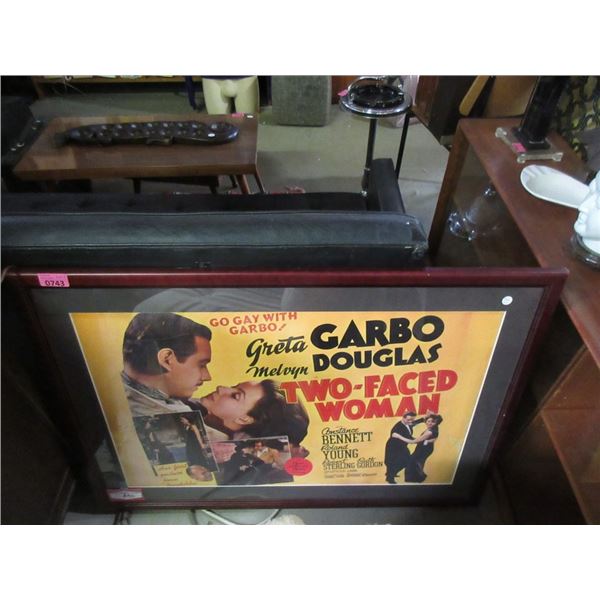 0743
GO GAY WITH
GARBO!
Greta GARBO
Melvyn DOUGLAS
TWO-FACED
WOMAN
Constance
BENNETT
Roland
YOUNG
Robert Ruth
STERLING GORDON